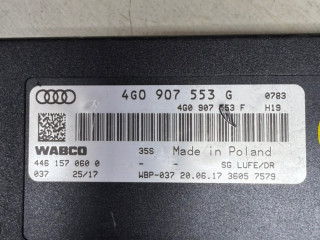 4G0 907 553 G 0783
4G0 907 553 F H19
WABCO 35S Made in Poland
446 157 060 0 - - SG LUFE/DR
037 25/17 WBP-037 20.06.17 3605 7579